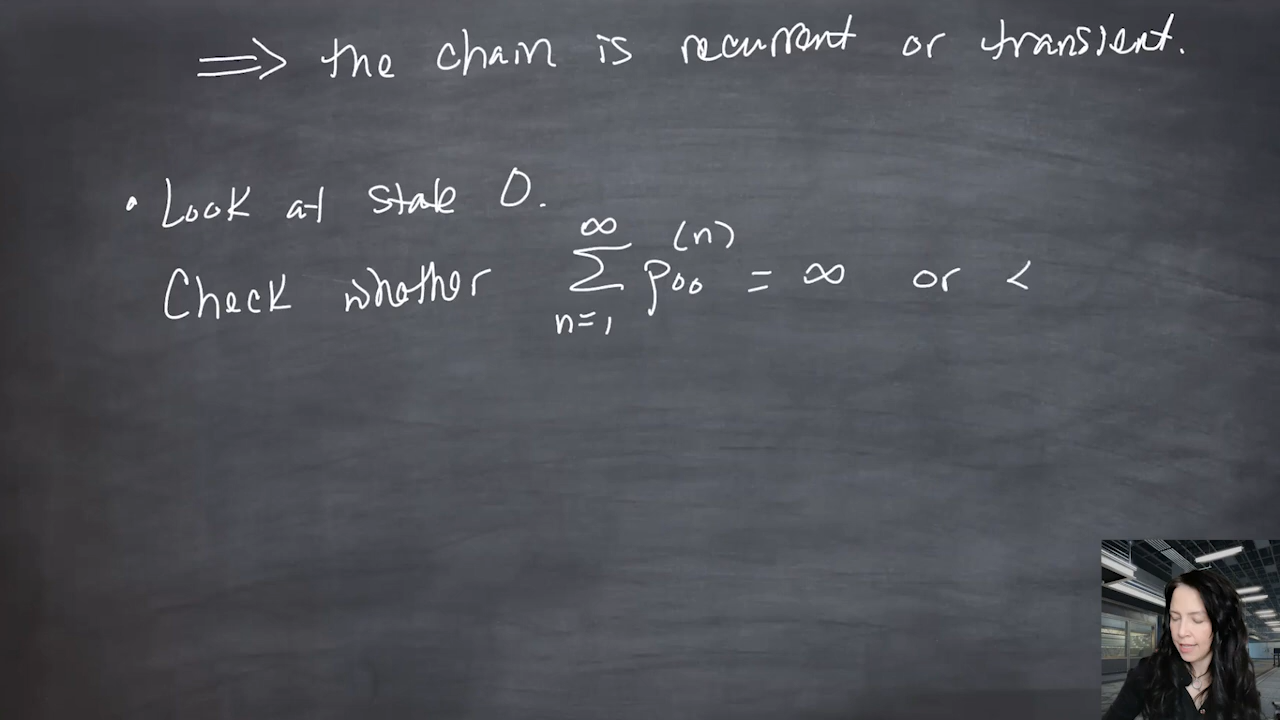 ⟹ the chain is recurrent or transient.
• Look at state 0.
Check whether ∑_{n=1}^{∞} p_{00}^{(n)} = ∞ or <